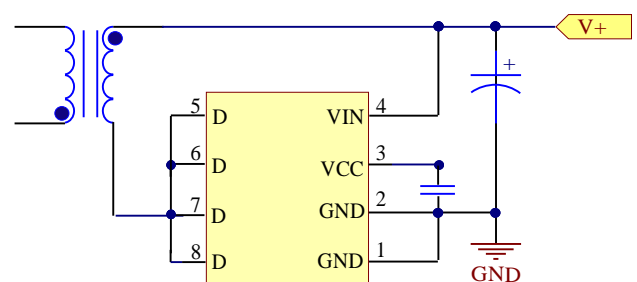 V+
+
5 D VIN 4
6 D VCC 3
7 D GND 2
8 D GND 1
GND